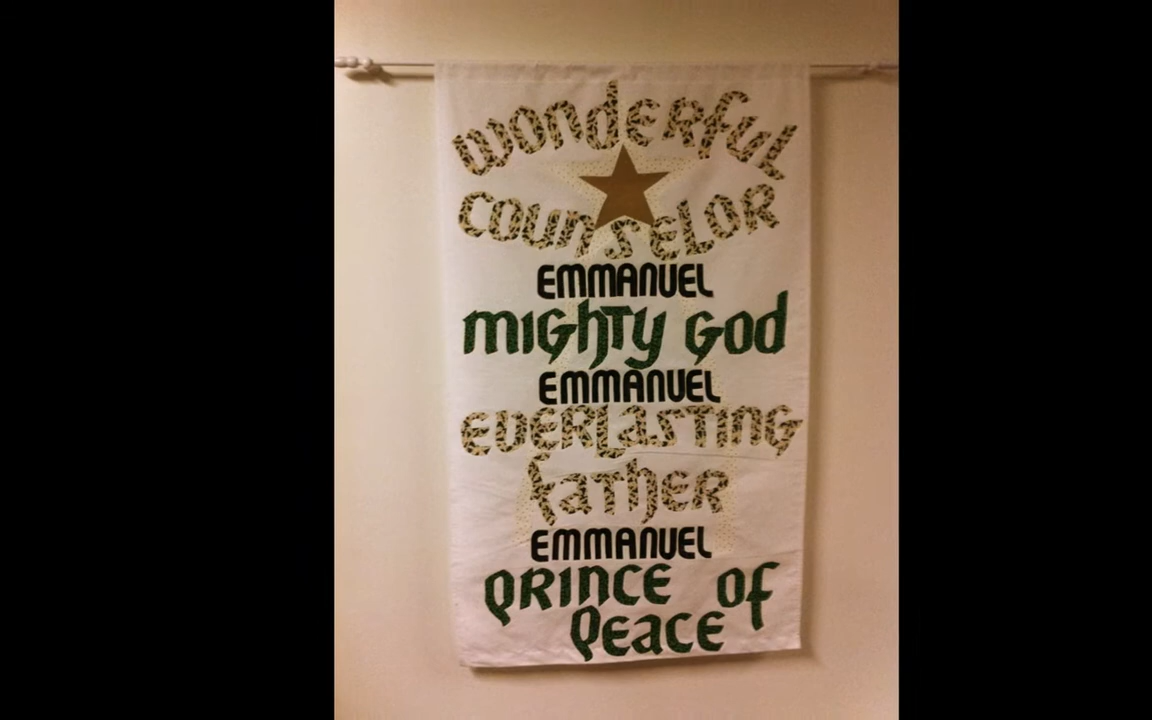 wonderful
counselor
EMMANUEL
mighty God
EMMANUEL
EVERLasTING
father
EMMANUEL
PRINCE of
PEaCE